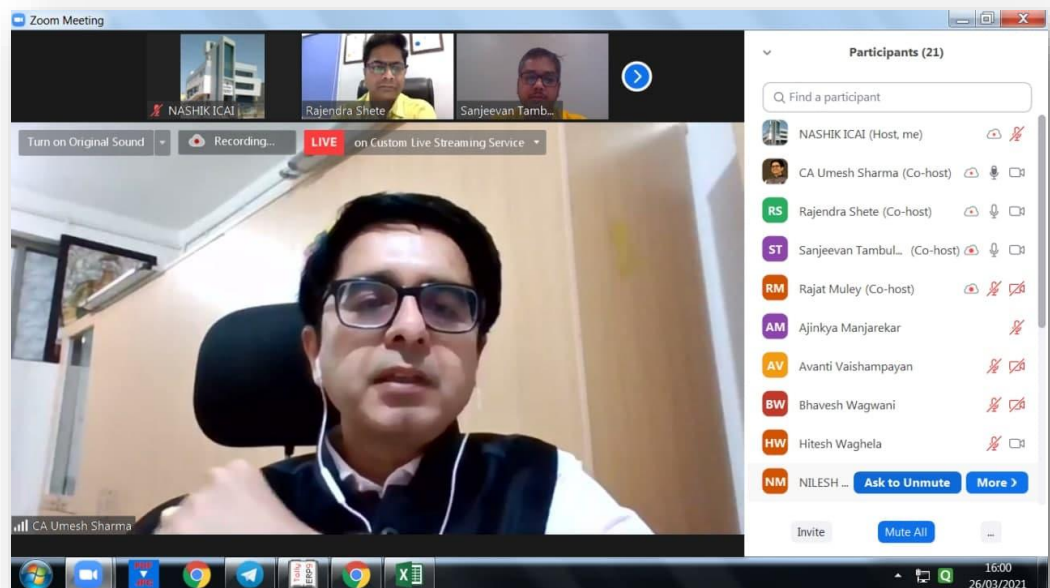 Zoom Meeting
NASHIK ICAI
Rajendra Shete
Sanjeevan Tamb...
Turn on Original Sound
Recording...
LIVE on Custom Live Streaming Service
CA Umesh Sharma
Participants (21)
Find a participant
NASHIK ICAI (Host, me)
CA Umesh Sharma (Co-host)
RS Rajendra Shete (Co-host)
ST Sanjeevan Tambul... (Co-host)
RM Rajat Muley (Co-host)
AM Ajinkya Manjarekar
AV Avanti Vaishampayan
BW Bhavesh Wagwani
HW Hitesh Waghela
NM NILESH ... Ask to Unmute More >
Invite Mute All ...
Tally ERP9
16:00
26/03/2021